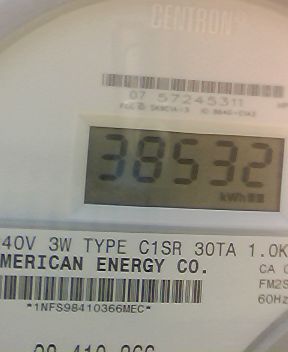 CENTRON
07 57245311
38532
kWh
40V 3W TYPE C1SR 30TA 1.0K
MERICAN ENERGY CO.
CA 0
FM2S
60Hz
*1NFS98410366MEC*